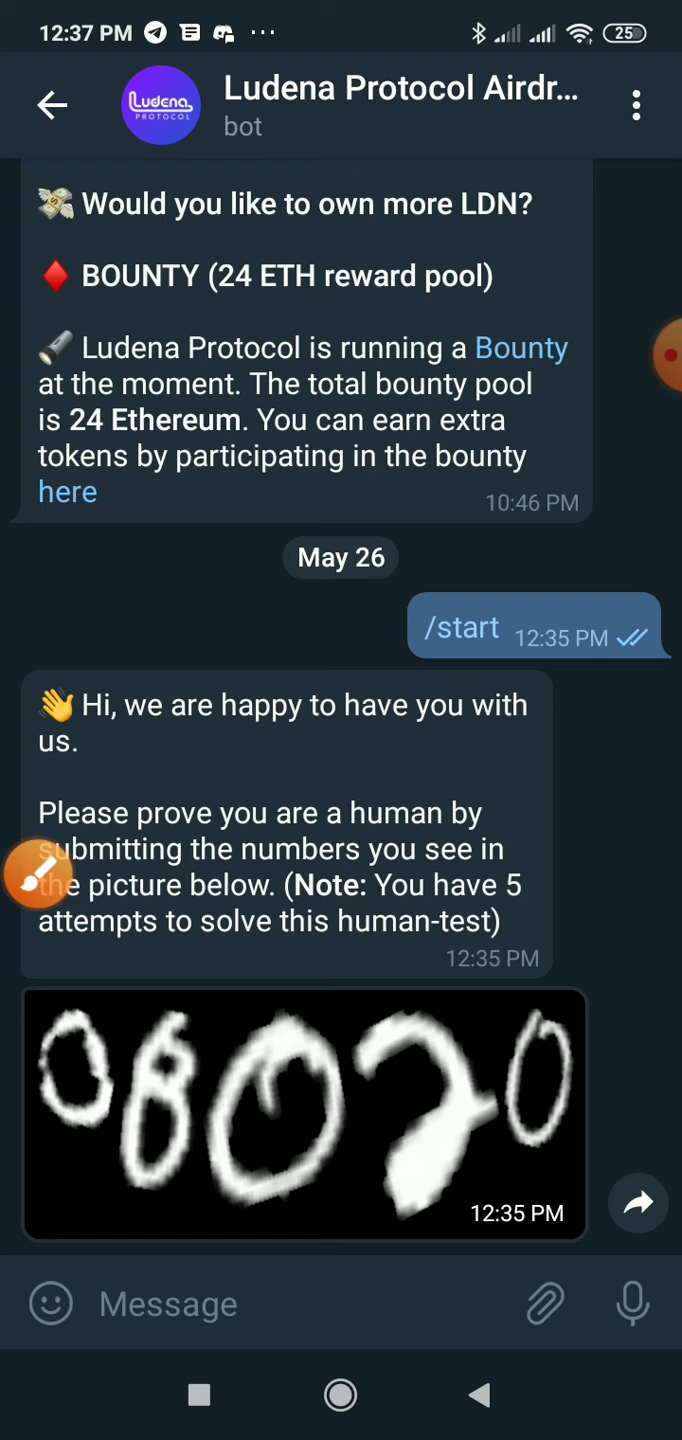 12:37 PM
25
Ludena Protocol Airdr...
bot
Ludena
PROTOCOL
Would you like to own more LDN?
BOUNTY (24 ETH reward pool)
Ludena Protocol is running a Bounty
at the moment. The total bounty pool
is 24 Ethereum. You can earn extra
tokens by participating in the bounty
here
10:46 PM
May 26
/start 12:35 PM
Hi, we are happy to have you with
us.
Please prove you are a human by
submitting the numbers you see in
the picture below. (Note: You have 5
attempts to solve this human-test)
12:35 PM
12:35 PM
Message